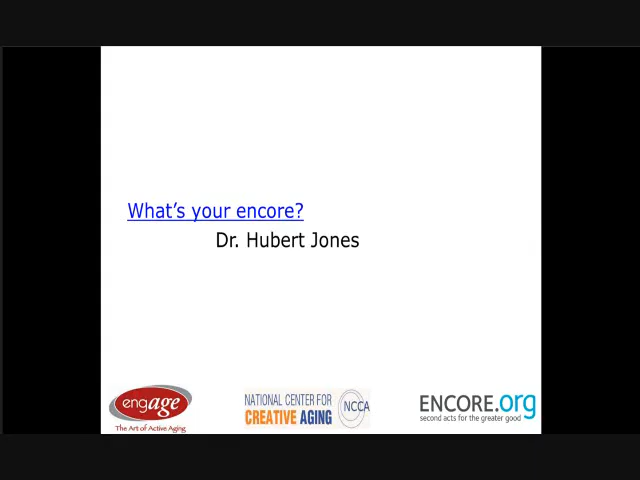 What's your encore?
Dr. Hubert Jones
engAGE
The Art of Active Aging
NATIONAL CENTER FOR
CREATIVE AGING
NCCA
ENCORE.org
second acts for the greater good